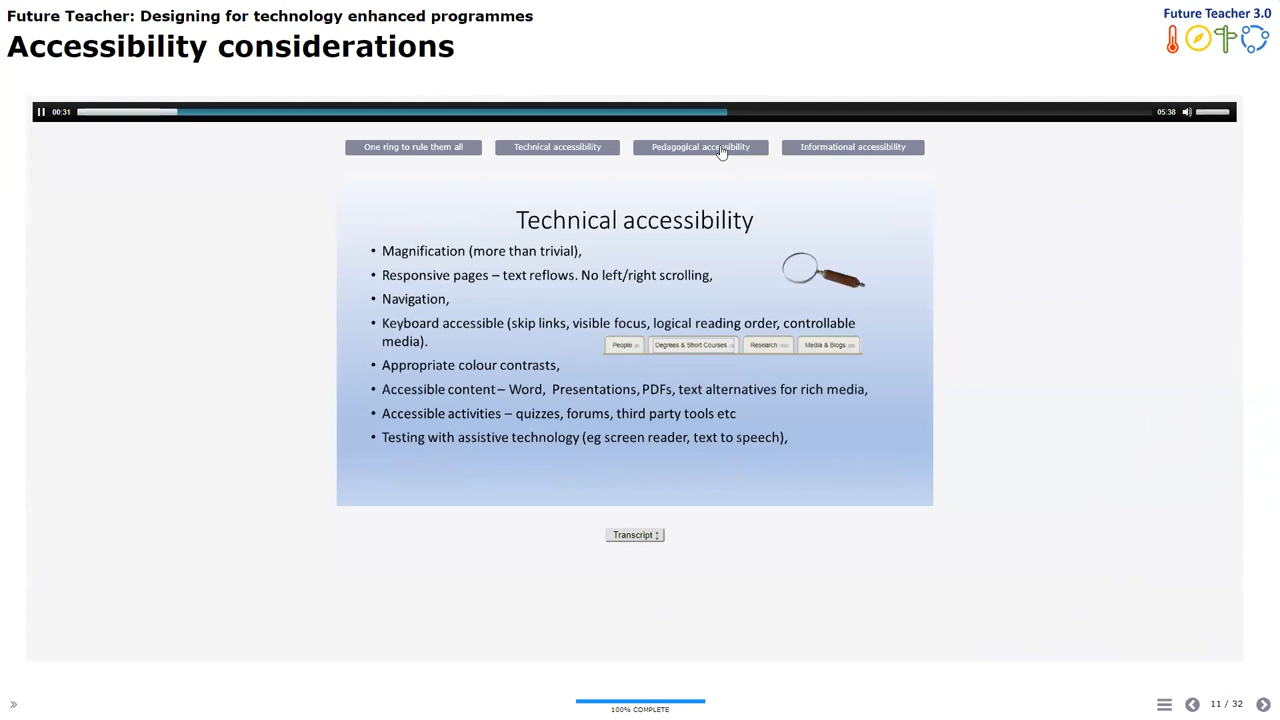 Future Teacher: Designing for technology enhanced programmes
Future Teacher 3.0
Accessibility considerations
00:31
05:38
One ring to rule them all
Technical accessibility
Pedagogical accessibility
Informational accessibility
Technical accessibility
• Magnification (more than trivial),
• Responsive pages – text reflows. No left/right scrolling,
• Navigation,
• Keyboard accessible (skip links, visible focus, logical reading order, controllable
media).
People
Degrees & Short Courses
Research
Media & Blogs
• Appropriate colour contrasts,
• Accessible content – Word, Presentations, PDFs, text alternatives for rich media,
• Accessible activities – quizzes, forums, third party tools etc
• Testing with assistive technology (eg screen reader, text to speech),
Transcript
100% COMPLETE
11 / 32